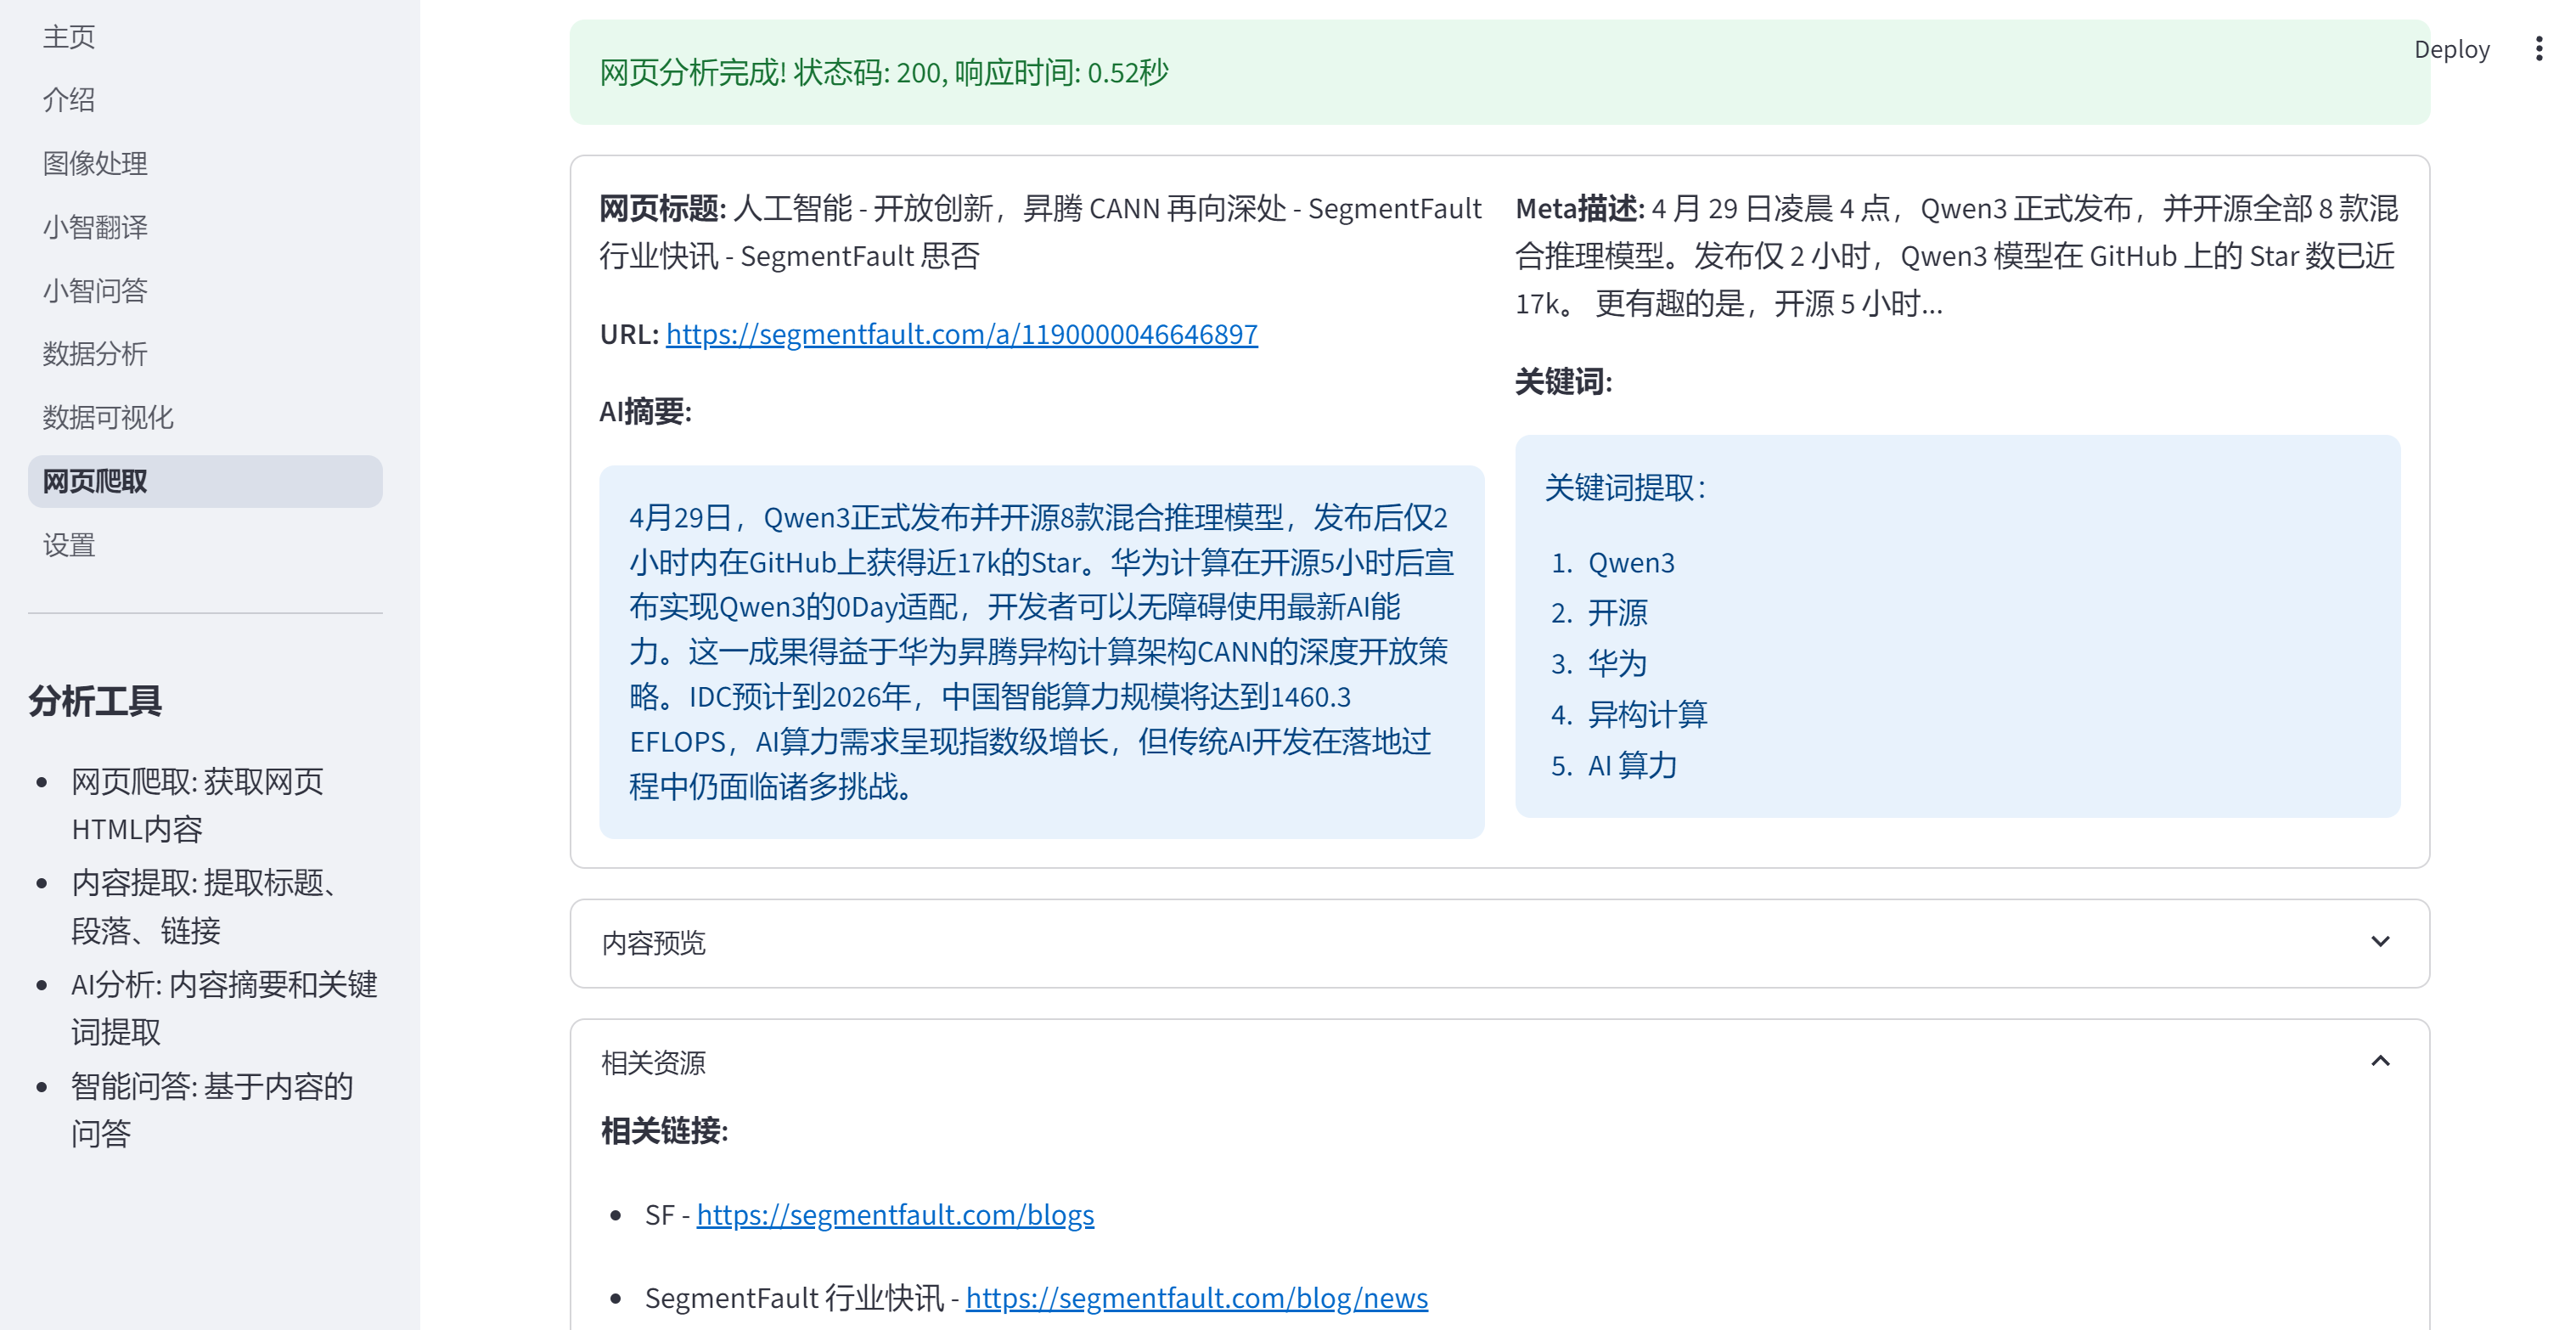 主页
介绍
图像处理
小智翻译
小智问答
数据分析
数据可视化
网页爬取
设置
分析工具
网页爬取: 获取网页
HTML内容
内容提取: 提取标题、
段落、链接
AI分析: 内容摘要和关键
词提取
智能问答: 基于内容的
问答
Deploy
网页分析完成! 状态码: 200, 响应时间: 0.52秒
网页标题: 人工智能 - 开放创新，昇腾 CANN 再向深处 - SegmentFault
行业快讯 - SegmentFault 思否
URL: https://segmentfault.com/a/1190000046646897
AI摘要:
4月29日，Qwen3正式发布并开源8款混合推理模型，发布后仅2
小时内在GitHub上获得近17k的Star。华为计算在开源5小时后宣
布实现Qwen3的0Day适配，开发者可以无障碍使用最新AI能
力。这一成果得益于华为昇腾异构计算架构CANN的深度开放策
略。IDC预计到2026年，中国智能算力规模将达到1460.3
EFLOPS，AI算力需求呈现指数级增长，但传统AI开发在落地过
程中仍面临诸多挑战。
Meta描述: 4 月 29 日凌晨 4 点，Qwen3 正式发布，并开源全部 8 款混
合推理模型。发布仅 2 小时，Qwen3 模型在 GitHub 上的 Star 数已近
17k。 更有趣的是，开源 5 小时...
关键词:
关键词提取：
1. Qwen3
2. 开源
3. 华为
4. 异构计算
5. AI 算力
内容预览
相关资源
相关链接:
SF - https://segmentfault.com/blogs
SegmentFault 行业快讯 - https://segmentfault.com/blog/news